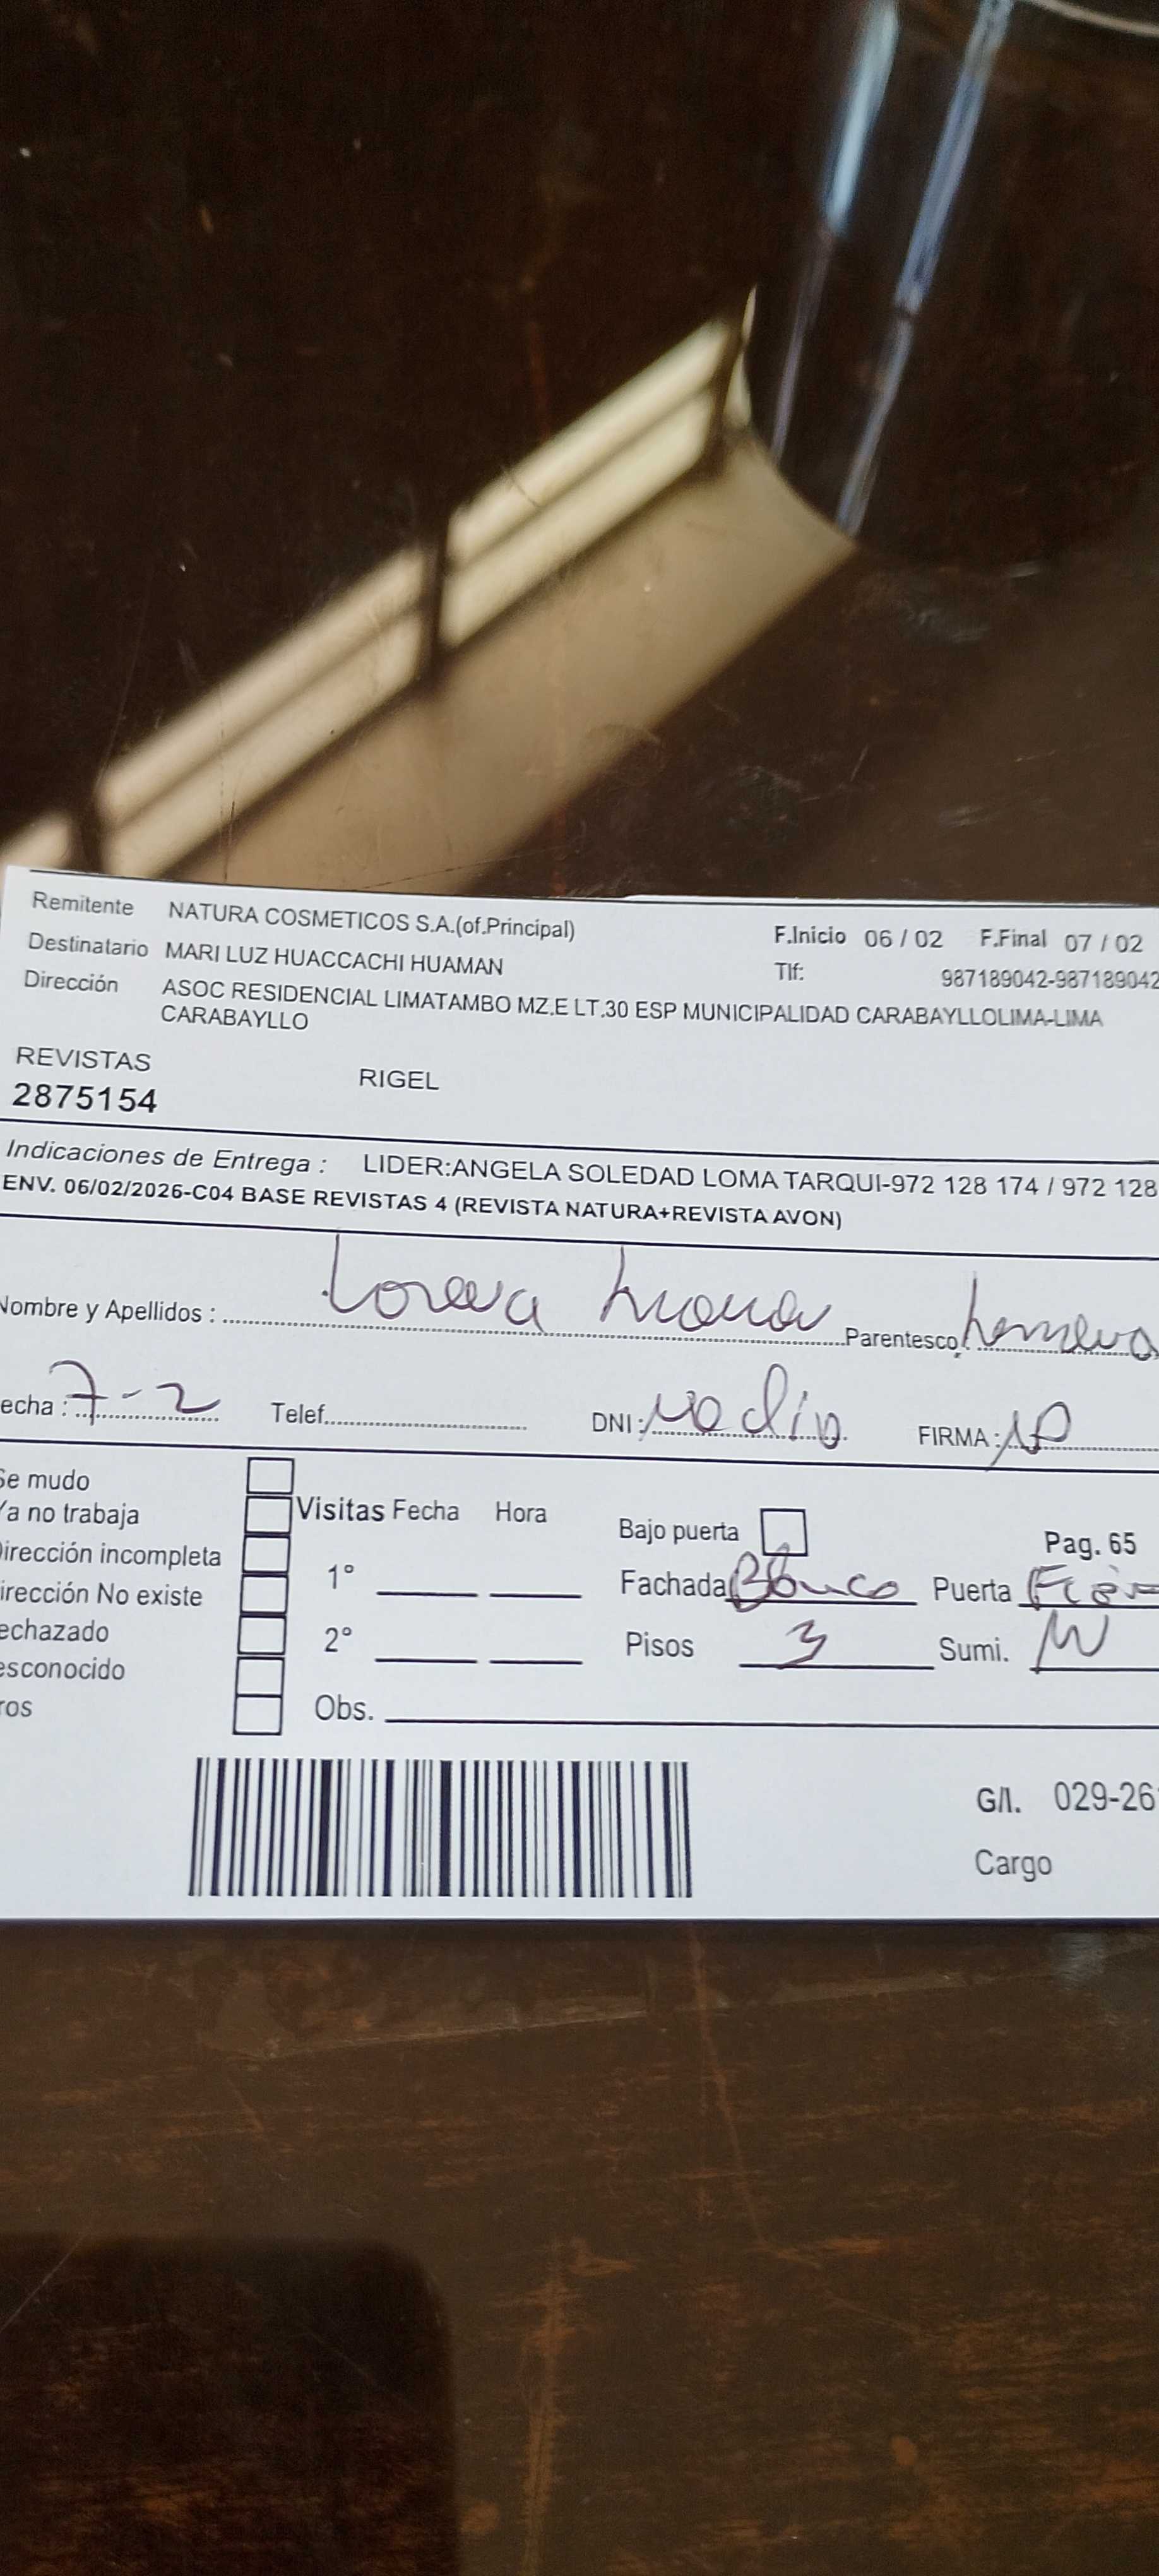 Remitente NATURA COSMETICOS S.A.(of.Principal) F.Inicio 06 / 02 F.Final 07 / 02
Destinatario MARI LUZ HUACCACHI HUAMAN Tlf: 987189042-987189042
Dirección ASOC RESIDENCIAL LIMATAMBO MZ.E LT.30 ESP MUNICIPALIDAD CARABAYLLOLIMA-LIMA
CARABAYLLO
REVISTAS RIGEL
2875154
Indicaciones de Entrega : LIDER:ANGELA SOLEDAD LOMA TARQUI-972 128 174 / 972 128
ENV. 06/02/2026-C04 BASE REVISTAS 4 (REVISTA NATURA+REVISTA AVON)
Nombre y Apellidos : Parentesco:
echa : 7-2 Telef. DNI: FIRMA:
Se mudo
Ya no trabaja Visitas Fecha Hora Bajo puerta Pag. 65
Dirección incompleta 1° Fachada Blanco Puerta
irección No existe
echazado 2° Pisos 3 Sumi.
esconocido
ros Obs.
G/I. 029-26
Cargo